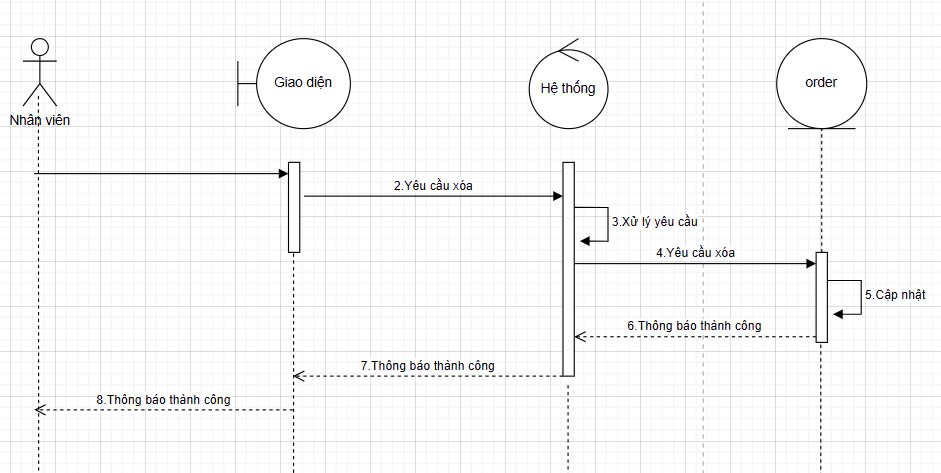 Giao diện
Hệ thống
order
Nhân viên
2.Yêu cầu xóa
3.Xử lý yêu cầu
4.Yêu cầu xóa
5.Cập nhật
6.Thông báo thành công
7.Thông báo thành công
8.Thông báo thành công